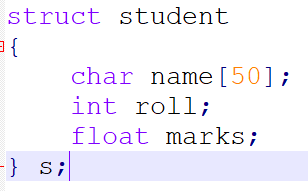 struct student
{
    char name[50];
    int roll;
    float marks;
} s;